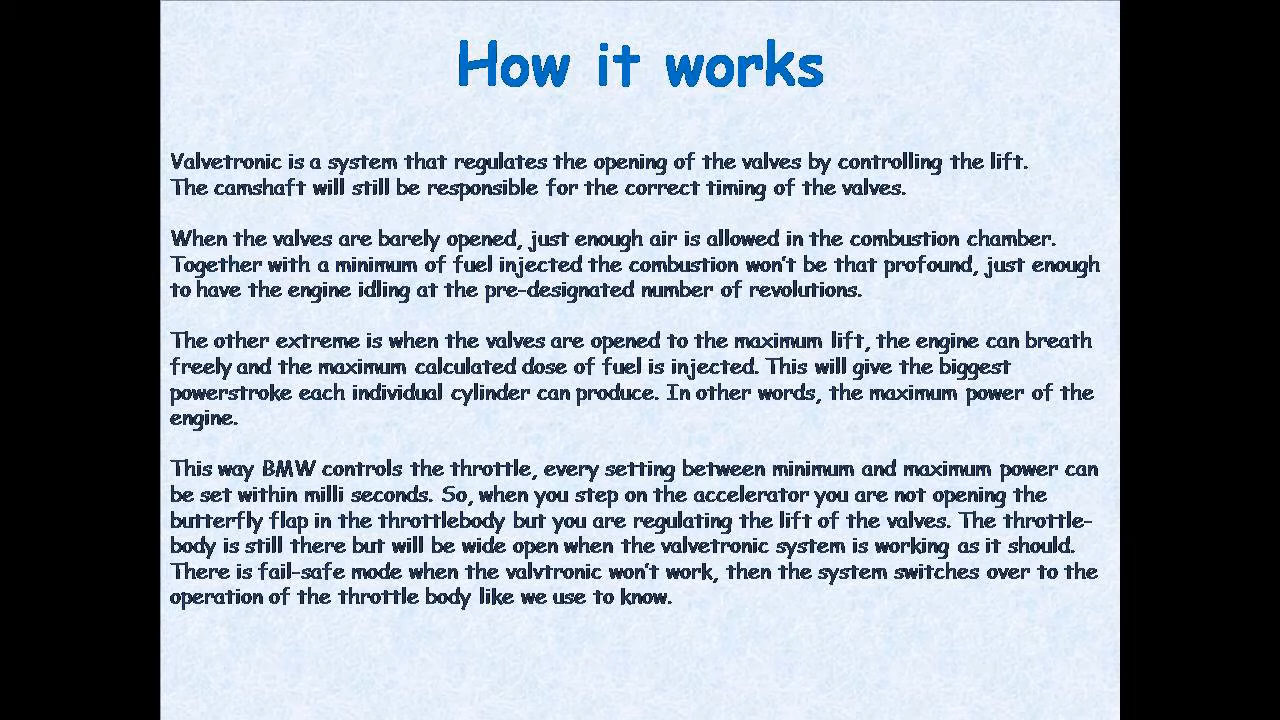 How it works
Valvetronic is a system that regulates the opening of the valves by controlling the lift.
The camshaft will still be responsible for the correct timing of the valves.
When the valves are barely opened, just enough air is allowed in the combustion chamber.
Together with a minimum of fuel injected the combustion won't be that profound, just enough
to have the engine idling at the pre-designated number of revolutions.
The other extreme is when the valves are opened to the maximum lift, the engine can breath
freely and the maximum calculated dose of fuel is injected. This will give the biggest
powerstroke each individual cylinder can produce. In other words, the maximum power of the
engine.
This way BMW controls the throttle, every setting between minimum and maximum power can
be set within milli seconds. So, when you step on the accelerator you are not opening the
butterfly flap in the throttlebody but you are regulating the lift of the valves. The throttle-
body is still there but will be wide open when the valvetronic system is working as it should.
There is fail-safe mode when the valvtronic won't work, then the system switches over to the
operation of the throttle body like we use to know.